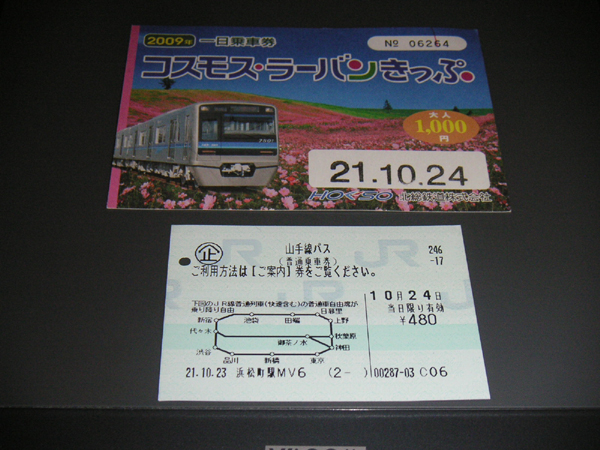 2009年 一日乗車券
№ 06264
コスモス・ラーバンきっぷ
大人
1,000
円
21.10.24
HOKSO 北総鉄道株式会社
山手線パス
246
(普通乗車券)
-17
ご利用方法は【ご案内】券をご覧ください。
下図のJR線普通列車(快速含む)の普通車自由席が
乗り降り自由
10月24日
当日限り有効
¥480
池袋 田端 日暮里
新宿 上野
代々木 秋葉原
御茶ノ水
渋谷 神田
品川 新橋 東京
21.10.23 浜松町駅MV6 (2- ) 00287-03 C06